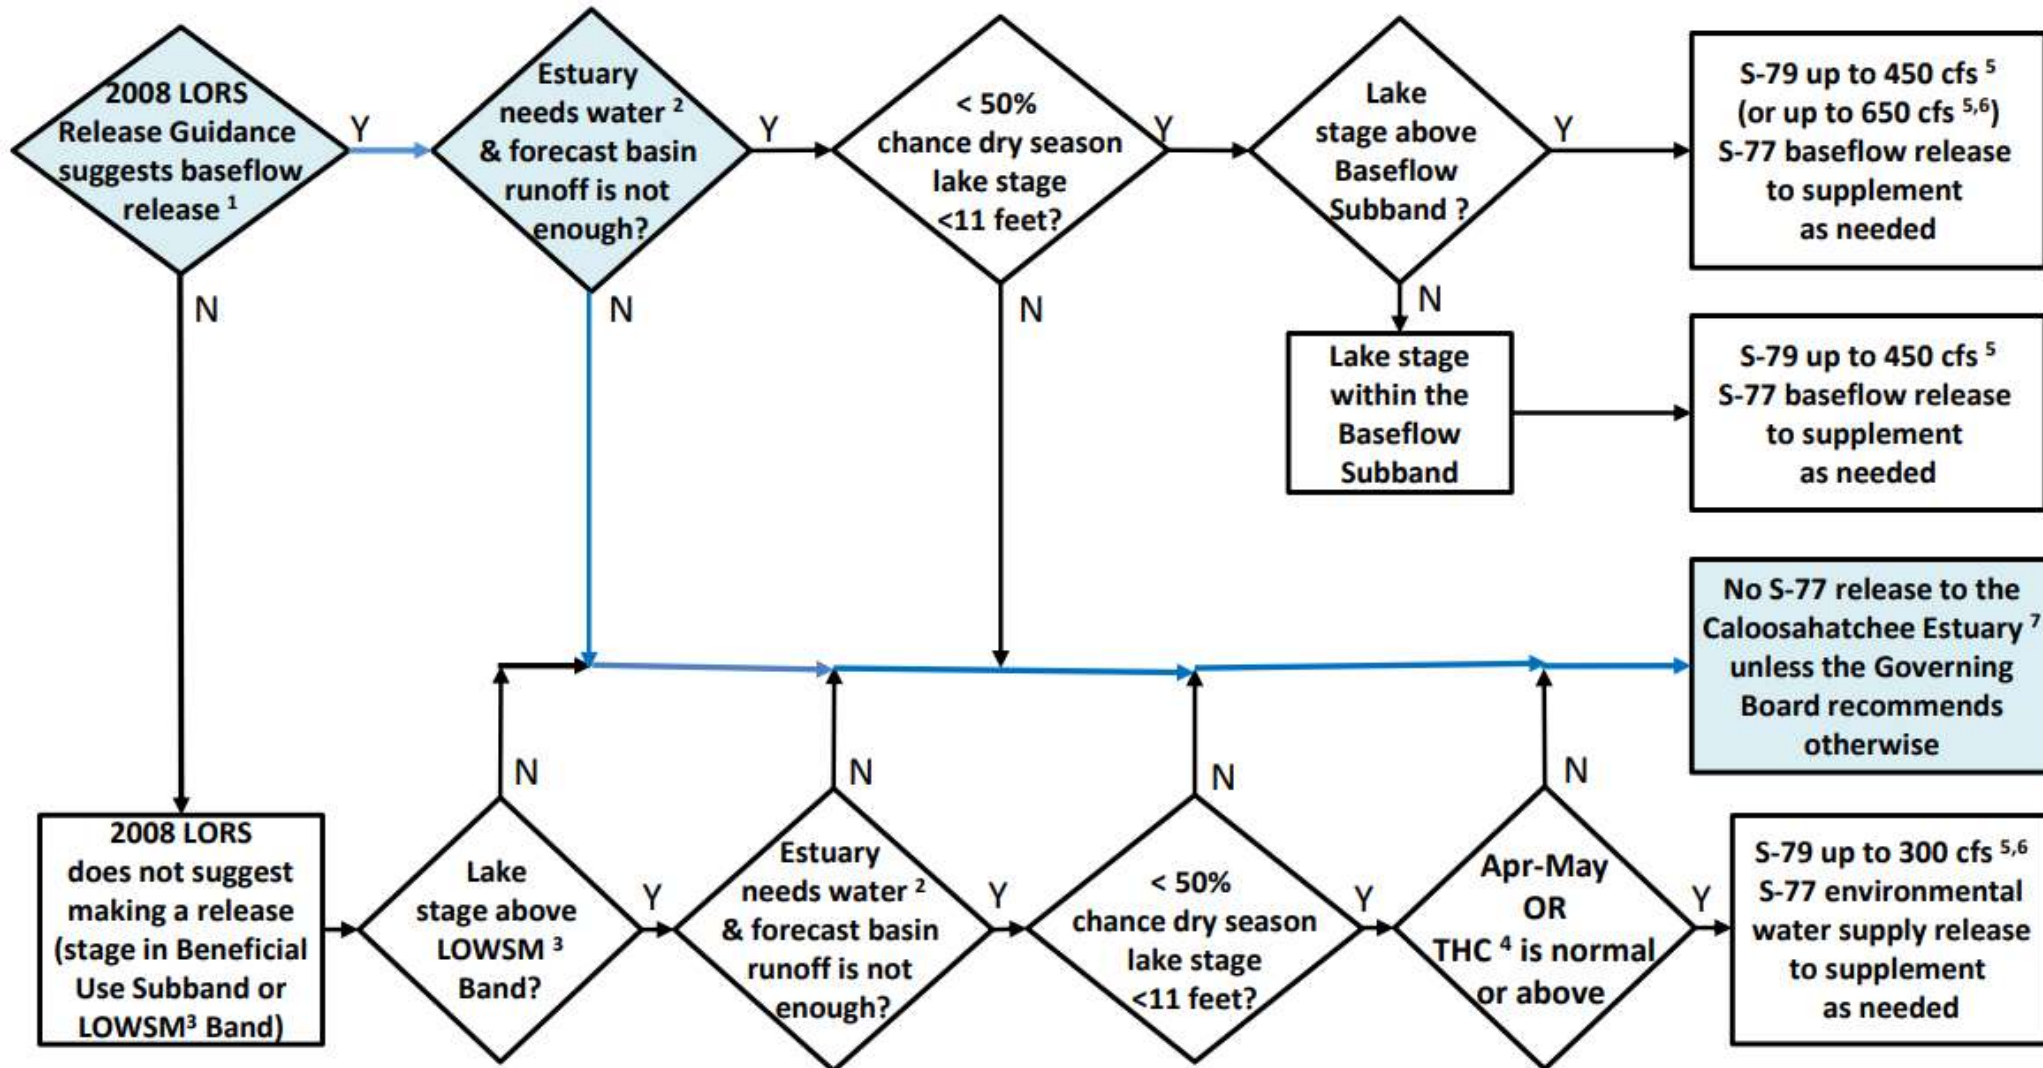 2008 LORS
Release Guidance
suggests baseflow
release 1
Y
N
Estuary
needs water 2
& forecast basin
runoff is not
enough?
Y
N
< 50%
chance dry season
lake stage
<11 feet?
Y
N
Lake
stage above
Baseflow
Subband ?
Y
N
S-79 up to 450 cfs 5
(or up to 650 cfs 5,6)
S-77 baseflow release
to supplement
as needed
Lake stage
within the
Baseflow
Subband
S-79 up to 450 cfs 5
S-77 baseflow release
to supplement
as needed
No S-77 release to the
Caloosahatchee Estuary 7
unless the Governing
Board recommends
otherwise
2008 LORS
does not suggest
making a release
(stage in Beneficial
Use Subband or
LOWSM3 Band)
N
Lake
stage above
LOWSM 3
Band?
Y
N
Estuary
needs water 2
& forecast basin
runoff is not
enough?
Y
N
< 50%
chance dry season
lake stage
<11 feet?
Y
N
Apr-May
OR
THC 4 is normal
or above
Y
S-79 up to 300 cfs 5,6
S-77 environmental
water supply release
to supplement
as needed